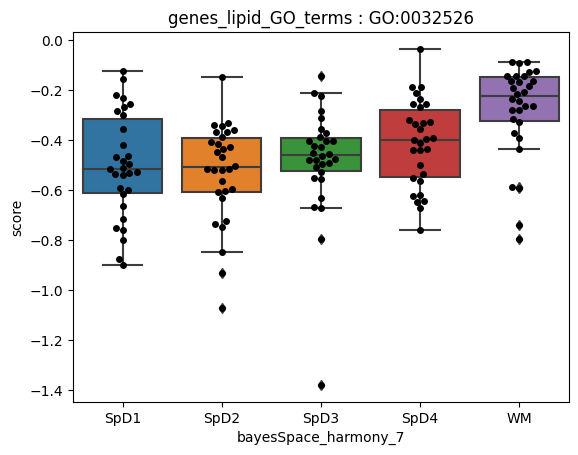 genes_lipid_GO_terms : GO:0032526
0.0
−0.2
−0.4
−0.6
−0.8
−1.0
−1.2
−1.4
score
SpD1 SpD2 SpD3 SpD4 WM
bayesSpace_harmony_7